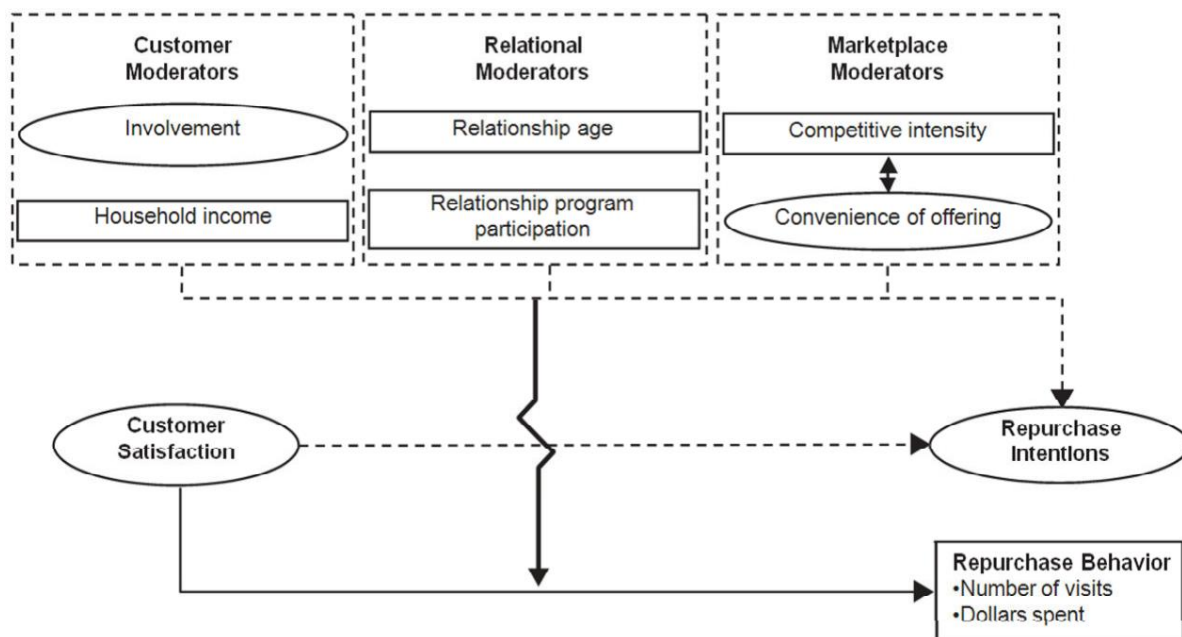 Customer
Moderators
Involvement
Household income
Relational
Moderators
Relationship age
Relationship program
participation
Marketplace
Moderators
Competitive intensity
Convenience of offering
Customer
Satisfaction
Repurchase
Intentions
Repurchase Behavior
•Number of visits
•Dollars spent